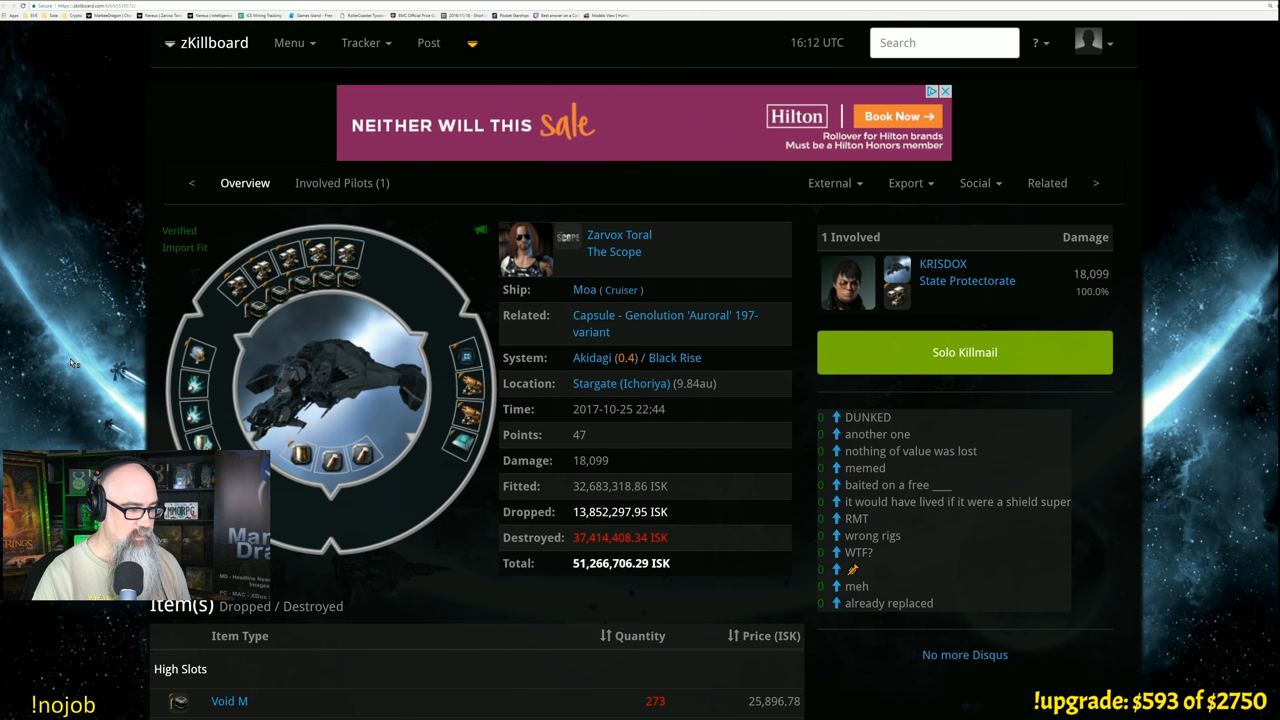 Secure
zKillboard
Menu
Tracker
Post
16:12 UTC
Search
?
NEITHER WILL THIS sale
Hilton
Book Now →
Rollover for Hilton brands
Must be a Hilton Honors member
<
Overview
Involved Pilots (1)
External
Export
Social
Related
>
Verified
Import Fit
SCOPE
Zarvox Toral
The Scope
Ship: Moa ( Cruiser )
Related: Capsule - Genolution 'Auroral' 197-
variant
System: Akidagi (0.4) / Black Rise
Location: Stargate (Ichoriya) (9.84au)
Time: 2017-10-25 22:44
Points: 47
Damage: 18,099
Fitted: 32,683,318.86 ISK
Dropped: 13,852,297.95 ISK
Destroyed: 37,414,408.34 ISK
Total: 51,266,706.29 ISK
1 Involved Damage
KRISDOX
State Protectorate
18,099
100.0%
Solo Killmail
0 DUNKED
0 another one
0 nothing of value was lost
0 memed
0 baited on a free ____
0 it would have lived if it were a shield super
0 RMT
0 wrong rigs
0 WTF?
0
0 meh
0 already replaced
No more Disqus
Item(s) Dropped / Destroyed
Item Type Quantity Price (ISK)
High Slots
Void M 273 25,896.78
!nojob
!upgrade: $593 of $2750